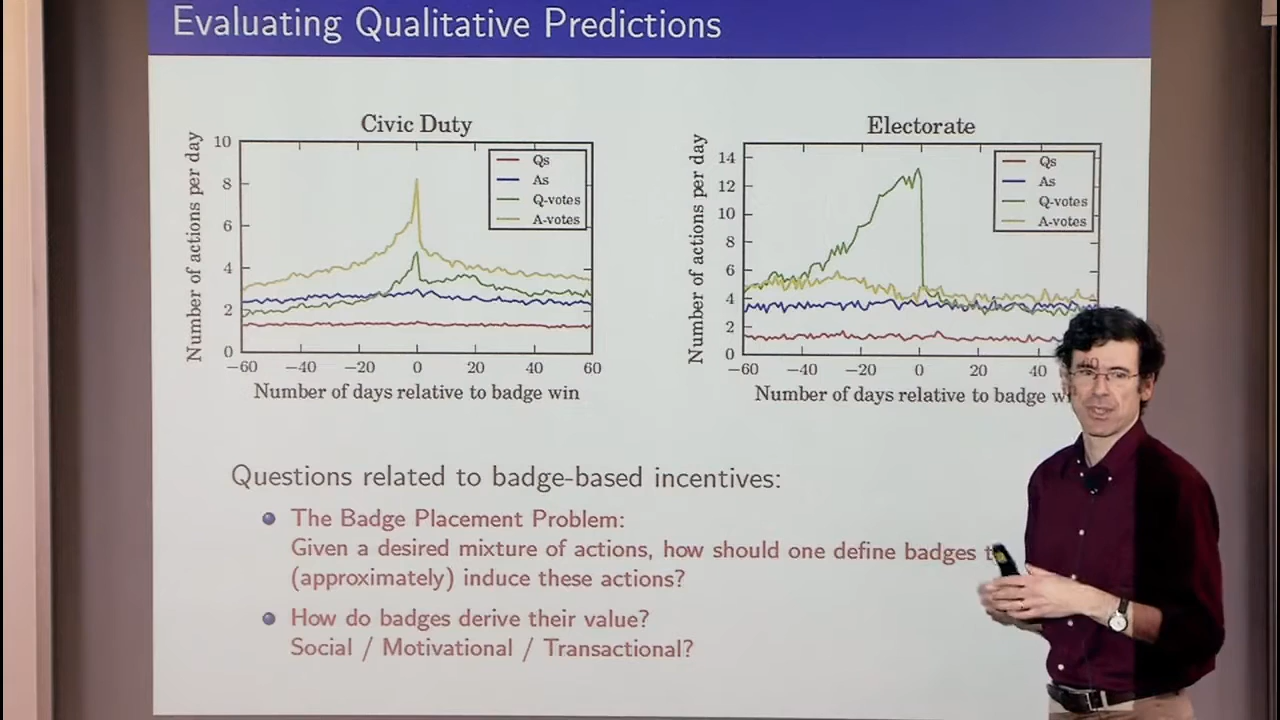 Evaluating Qualitative Predictions
Civic Duty
Number of actions per day
10
8
6
4
2
0
Qs
As
Q-votes
A-votes
−60
−40
−20
0
20
40
60
Number of days relative to badge win
Electorate
Number of actions per day
14
12
10
8
6
4
2
0
Qs
As
Q-votes
A-votes
−60
−40
−20
0
20
40
Number of days relative to badge
Questions related to badge-based incentives:
The Badge Placement Problem:
Given a desired mixture of actions, how should one define badges
(approximately) induce these actions?
How do badges derive their value?
Social / Motivational / Transactional?